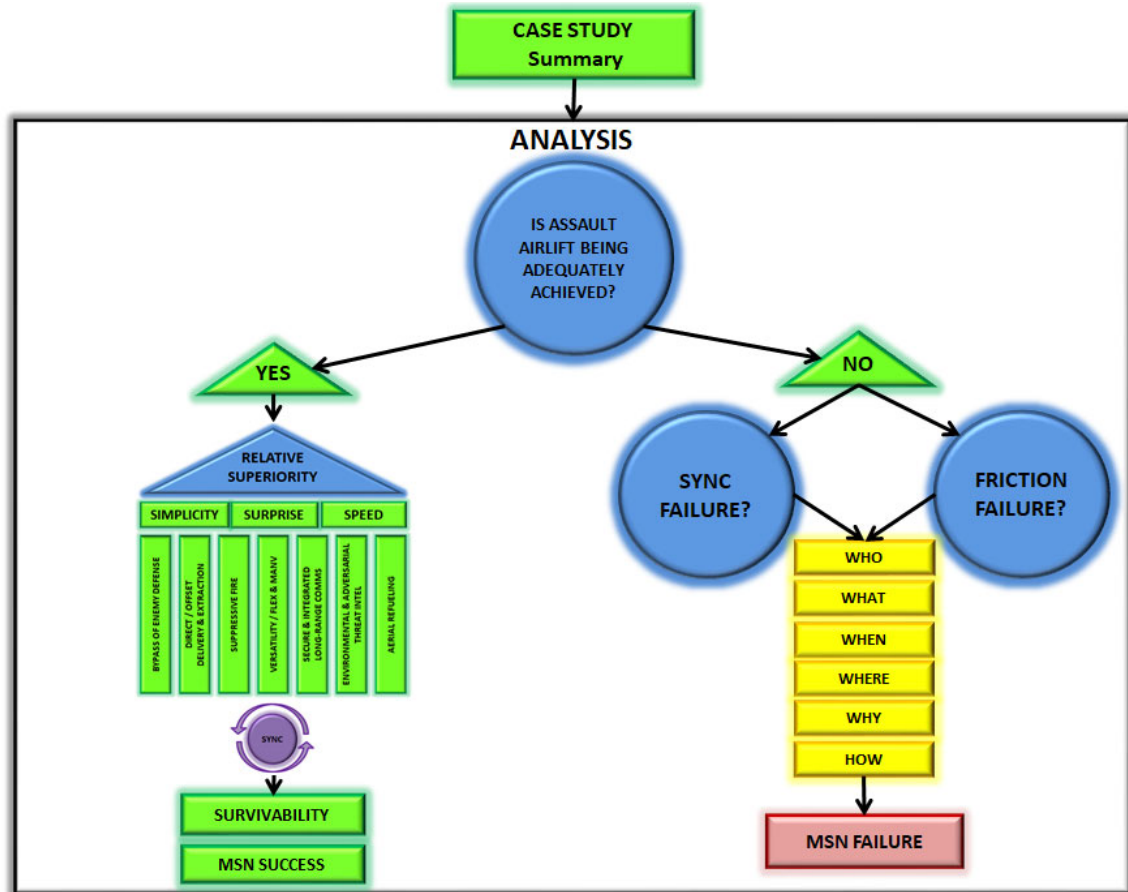 CASE STUDY
Summary
ANALYSIS
IS ASSAULT
AIRLIFT BEING
ADEQUATELY
ACHIEVED?
YES
NO
RELATIVE
SUPERIORITY
SIMPLICITY
SURPRISE
SPEED
BYPASS OF ENEMY DEFENSE
DIRECT / OFFSET
DELIVERY & EXTRACTION
SUPPRESSIVE FIRE
VERSATILITY / FLEX & MANV
SECURE & INTEGRATED
LONG-RANGE COMMS
ENVIRONMENTAL & ADVERSARIAL
THREAT INTEL
AERIAL REFUELING
SYNC
SURVIVABILITY
MSN SUCCESS
SYNC
FAILURE?
FRICTION
FAILURE?
WHO
WHAT
WHEN
WHERE
WHY
HOW
MSN FAILURE